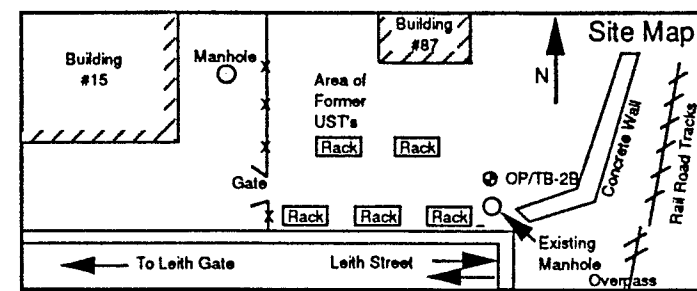 Site Map
Building
#15
Manhole
Building
#87
N
Area of
Former
UST's
Rack
Rack
Gate
OP/TB-2B
Concrete Wall
Rail Road Tracks
Rack
Rack
Rack
Existing
Manhole
To Leith Gate
Leith Street
Overpass